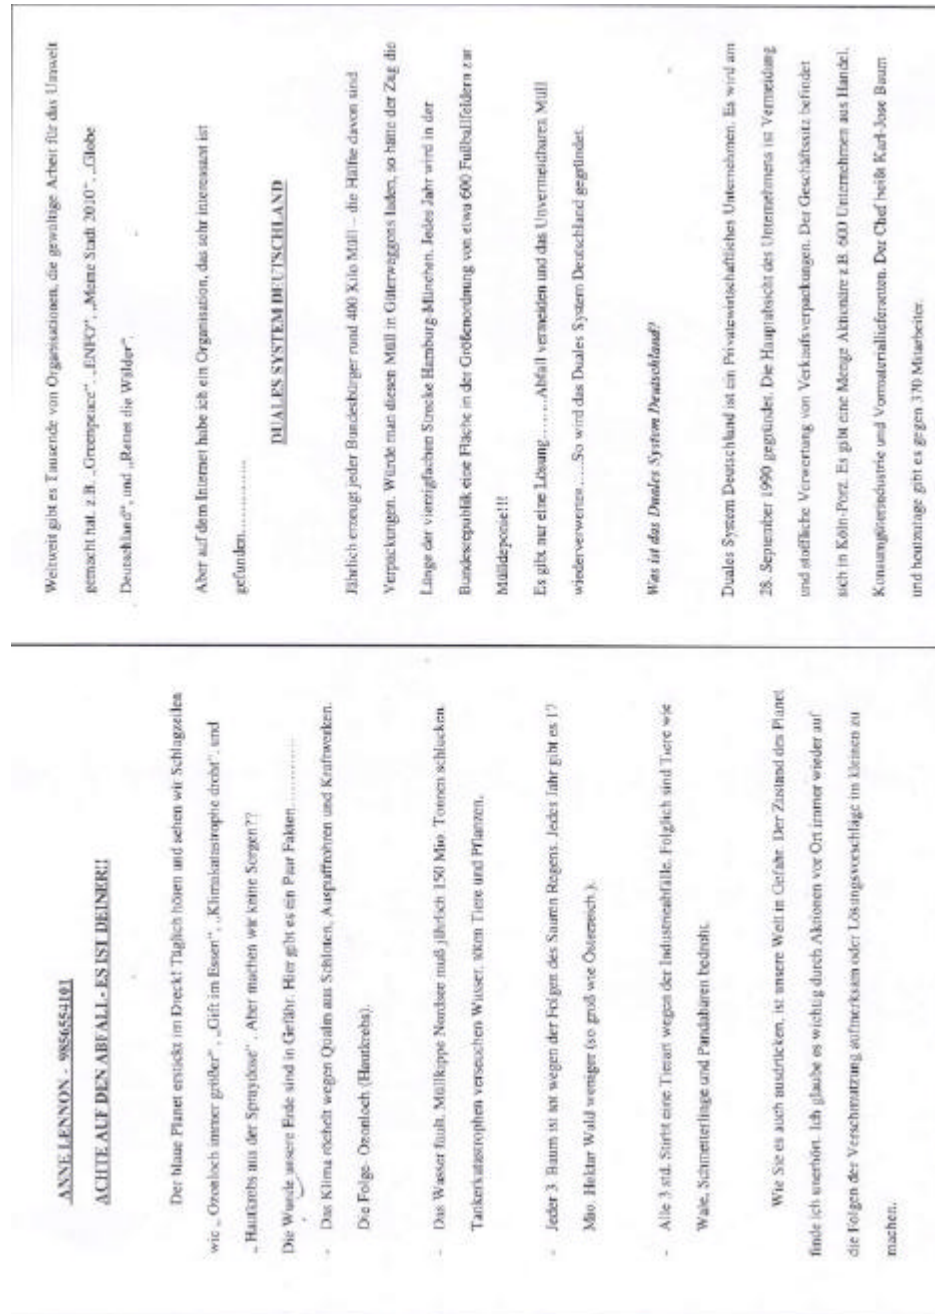 ANNE LENNON - 9856554101
ACHTE AUF DEN ABFALL- ES IST DEINER!!
Der blaue Planet erstickt im Dreck! Täglich hören und sehen wir Schlagzeilen
wie „ Ozonloch immer größer“ , „Gift im Essen“ , „Klimakatastrophe droht“ und
„ Hautkrebs aus der Spraydose“ . Aber machen wir keine Sorgen??
Die Wunde unsere Erde sind in Gefähr. Hier gibt es ein Paar Fakten
- Das Klima röchelt wegen Qualm aus Schloten, Auspuffrohren und Kraftwerken.
Die Folge- Ozonloch (Hautkrebs).
- Das Wasser fault. Müllkoppe Nordsee muß jährlich 150 Mio. Tonnen schlucken.
Tankerkatastrophen verseuchen Wasser, töten Tiere und Pflanzen.
- Jeder 3. Baum ist tot wegen der Folgen des Sauren Regens. Jedes Jahr gibt es 17
Mio. Hektar Wald weniger (so groß wie Österreich ).
- Alle 3 std. Stirbt eine Tierart wegen der Industrieabfälle. Folglich sind Tiere wie
Wale, Schmetterlinge und Pandabären bedroht.
Wie Sie es auch ausdrücken, ist unsere Welt in Gefahr. Der Zustand des Planet
finde ich unerhört. Ich glaube es wichtig durch Aktionen vor Ort immer wieder auf
die Folgen der Verschmutzung aufmerksam oder Lösungsvorschläge im kleinen zu
machen.
Weltweit gibt es Tausende von Organisationen, die gewaltige Arbeit für das Umwelt
gemacht hat. z.B. „Greenpeace“ , „ENFO“ , „Meine Stadt 2010“ , „Globe
Deutschland“, und „Rettet die Wälder“.
Aber auf dem Internet habe ich ein Organisation, das sehr interessant ist
gefunden..............
DUALES SYSTEM DEUTSCHLAND
Jährlich erzeugt jeder Bundesbürger rund 400 Kilo Müll – die Hälfte davon sind
Verpackungen. Würde man diesen Müll in Güterwaggons laden, so hätte der Zug die
Länge der vierzigfachen Strecke Hamburg-München. Jedes Jahr wird in der
Bundesrepublik eine Fläche in der Größenordnung von etwa 600 Fußballfeldern zur
Mülldeponie!!!
Es gibt nur eine Lösung........Abfall vermeiden und das Unvermeidbaren Müll
wiederverwerten.....So wird das Duales System Deutschland gegründet.
Was ist das Duales System Deutschland?
Duales System Deutschland ist ein Privatwirtschaftliches Unternehmen. Es wird am
28. September 1990 gegründet. Die Hauptabsicht des Unternehmens ist Vermeidung
und stoffliche Verwertung von Verkaufsverpackungen. Der Geschäftssitz befindet
sich in Köln-Porz. Es gibt eine Menge Aktionäre z.B. 600 Unternehmen aus Handel,
Konsumgüterindustrie und Vormateriallieferanten. Der Chef heißt Karl-Jose Baum
und heutzutage gibt es gegen 370 Mitarbeiter.